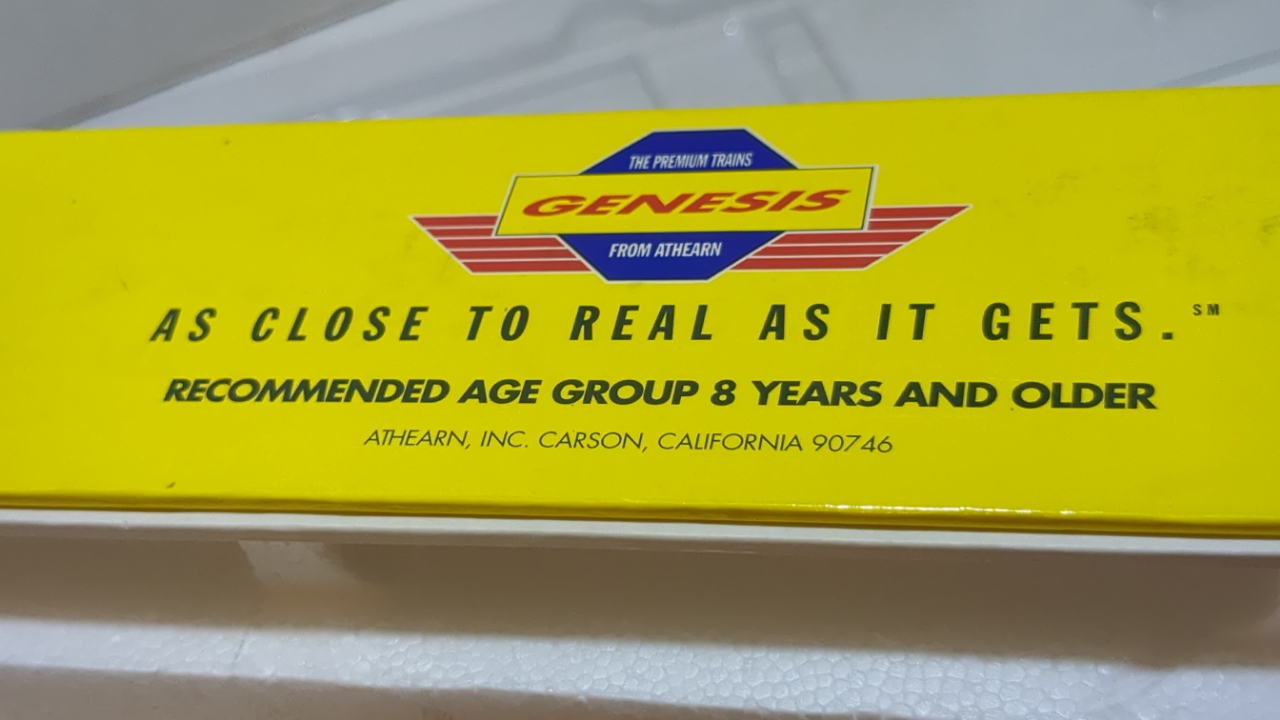 THE PREMIUM TRAINS
GENESIS
FROM ATHEARN
AS CLOSE TO REAL AS IT GETS.℠
RECOMMENDED AGE GROUP 8 YEARS AND OLDER
ATHEARN, INC. CARSON, CALIFORNIA 90746